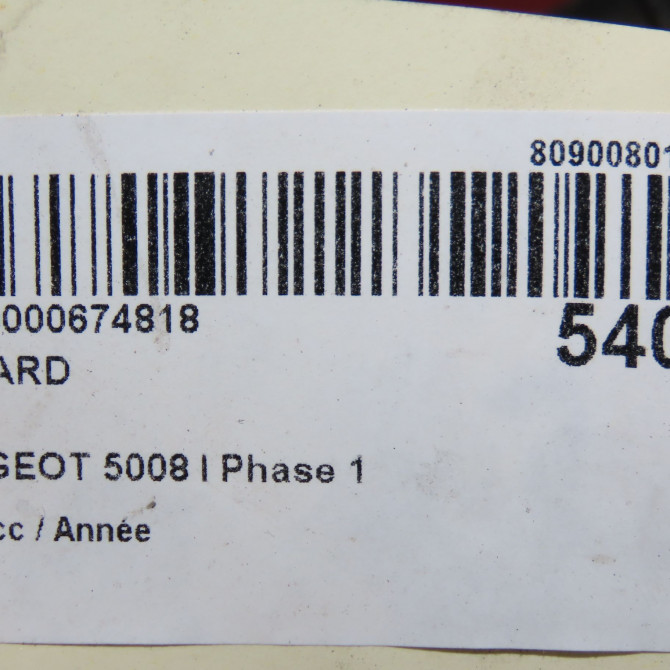 80900801
000674818
540
ARD
GEOT 5008 I Phase 1
cc / Année